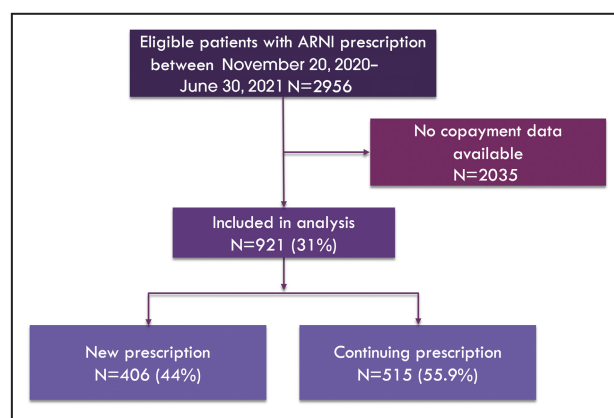 Eligible patients with ARNI prescription
between November 20, 2020–
June 30, 2021 N=2956
No copayment data
available
N=2035
Included in analysis
N=921 (31%)
New prescription
N=406 (44%)
Continuing prescription
N=515 (55.9%)